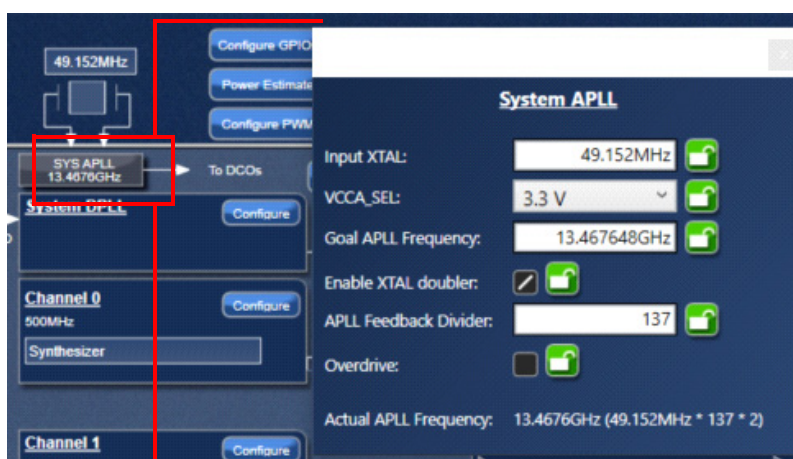 49.152MHz
Configure GPIO
Power Estimate
Configure PWM
SYS APLL
13.4676GHz
To DCOs
System DPLL
Configure
Channel 0
Configure
500MHz
Synthesizer
Channel 1
Configure
System APLL
Input XTAL:
49.152MHz
VCCA_SEL:
3.3 V
Goal APLL Frequency:
13.467648GHz
Enable XTAL doubler:
APLL Feedback Divider:
137
Overdrive:
Actual APLL Frequency:
13.4676GHz (49.152MHz * 137 * 2)